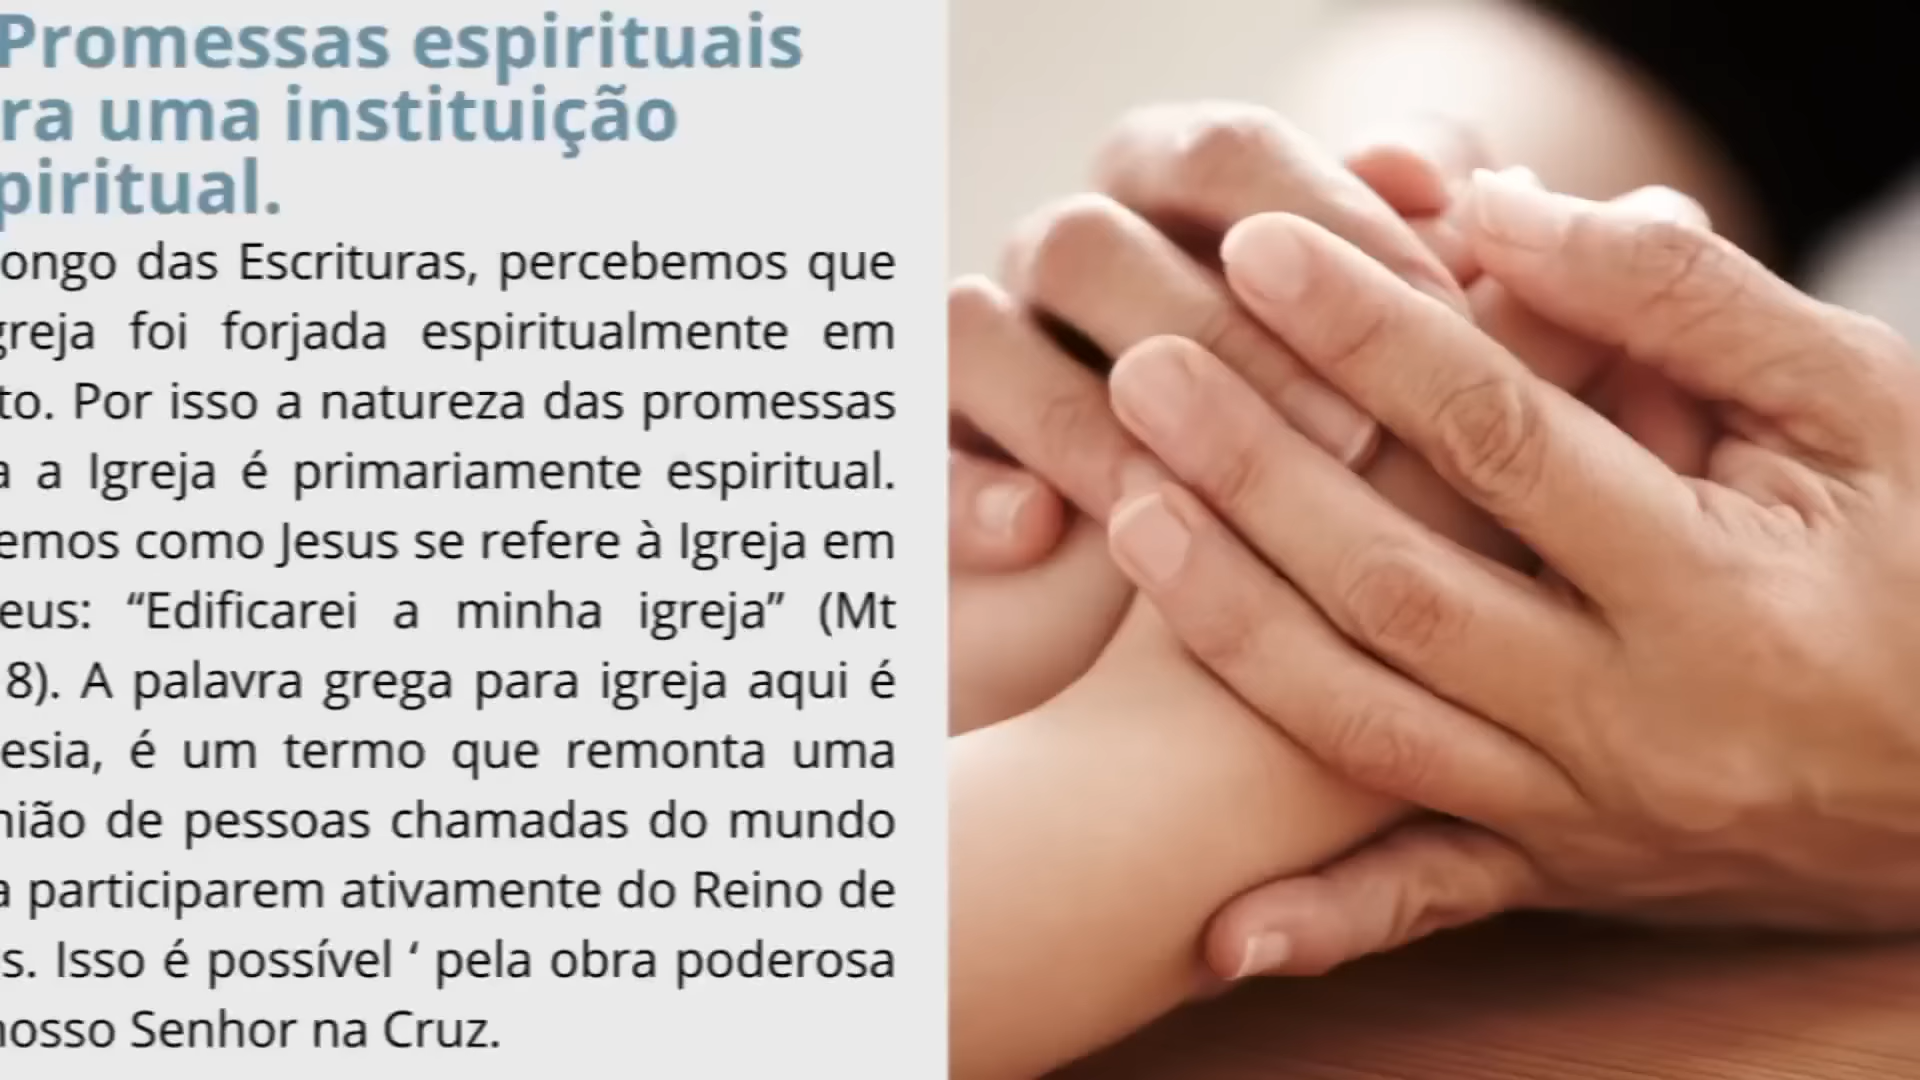 Promessas espirituais
ra uma instituição
piritual.
ongo das Escrituras, percebemos que
greja foi forjada espiritualmente em
to. Por isso a natureza das promessas
a a Igreja é primariamente espiritual.
emos como Jesus se refere à Igreja em
eus: “Edificarei a minha igreja” (Mt
8). A palavra grega para igreja aqui é
esia, é um termo que remonta uma
nião de pessoas chamadas do mundo
a participarem ativamente do Reino de
s. Isso é possível ‘ pela obra poderosa
nosso Senhor na Cruz.